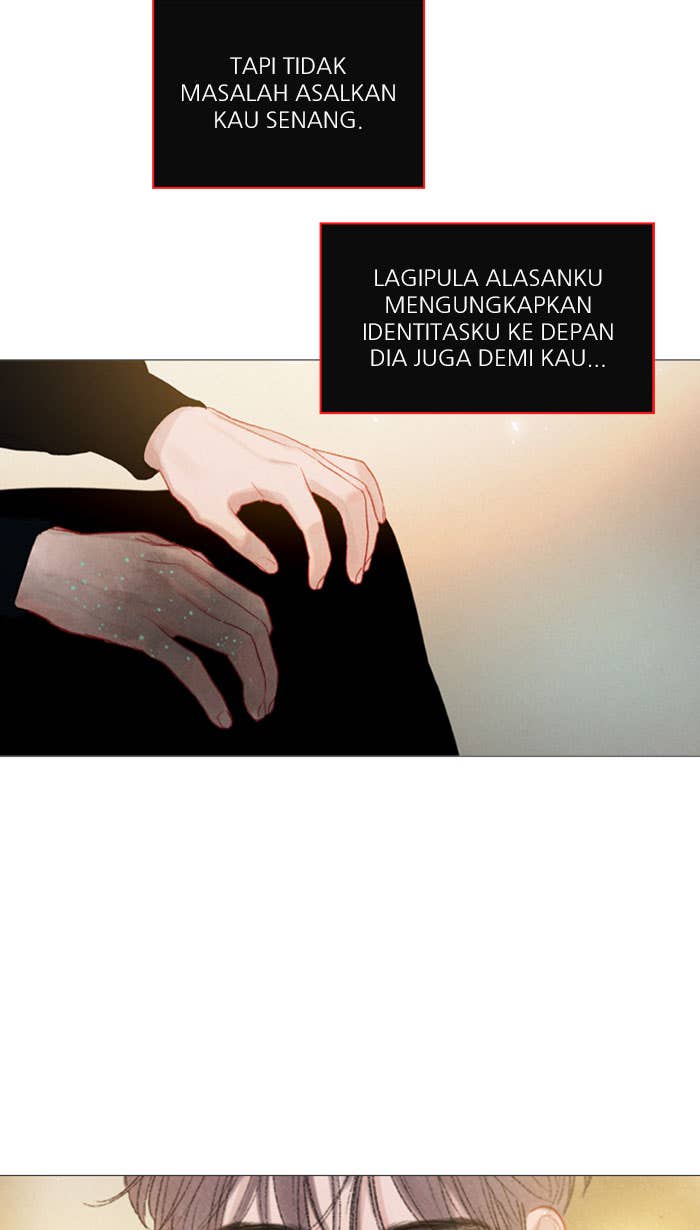 TAPI TIDAK
MASALAH ASALKAN
KAU SENANG.
LAGIPULA ALASANKU
MENGUNGKAPKAN
IDENTITASKU KE DEPAN
DIA JUGA DEMI KAU...